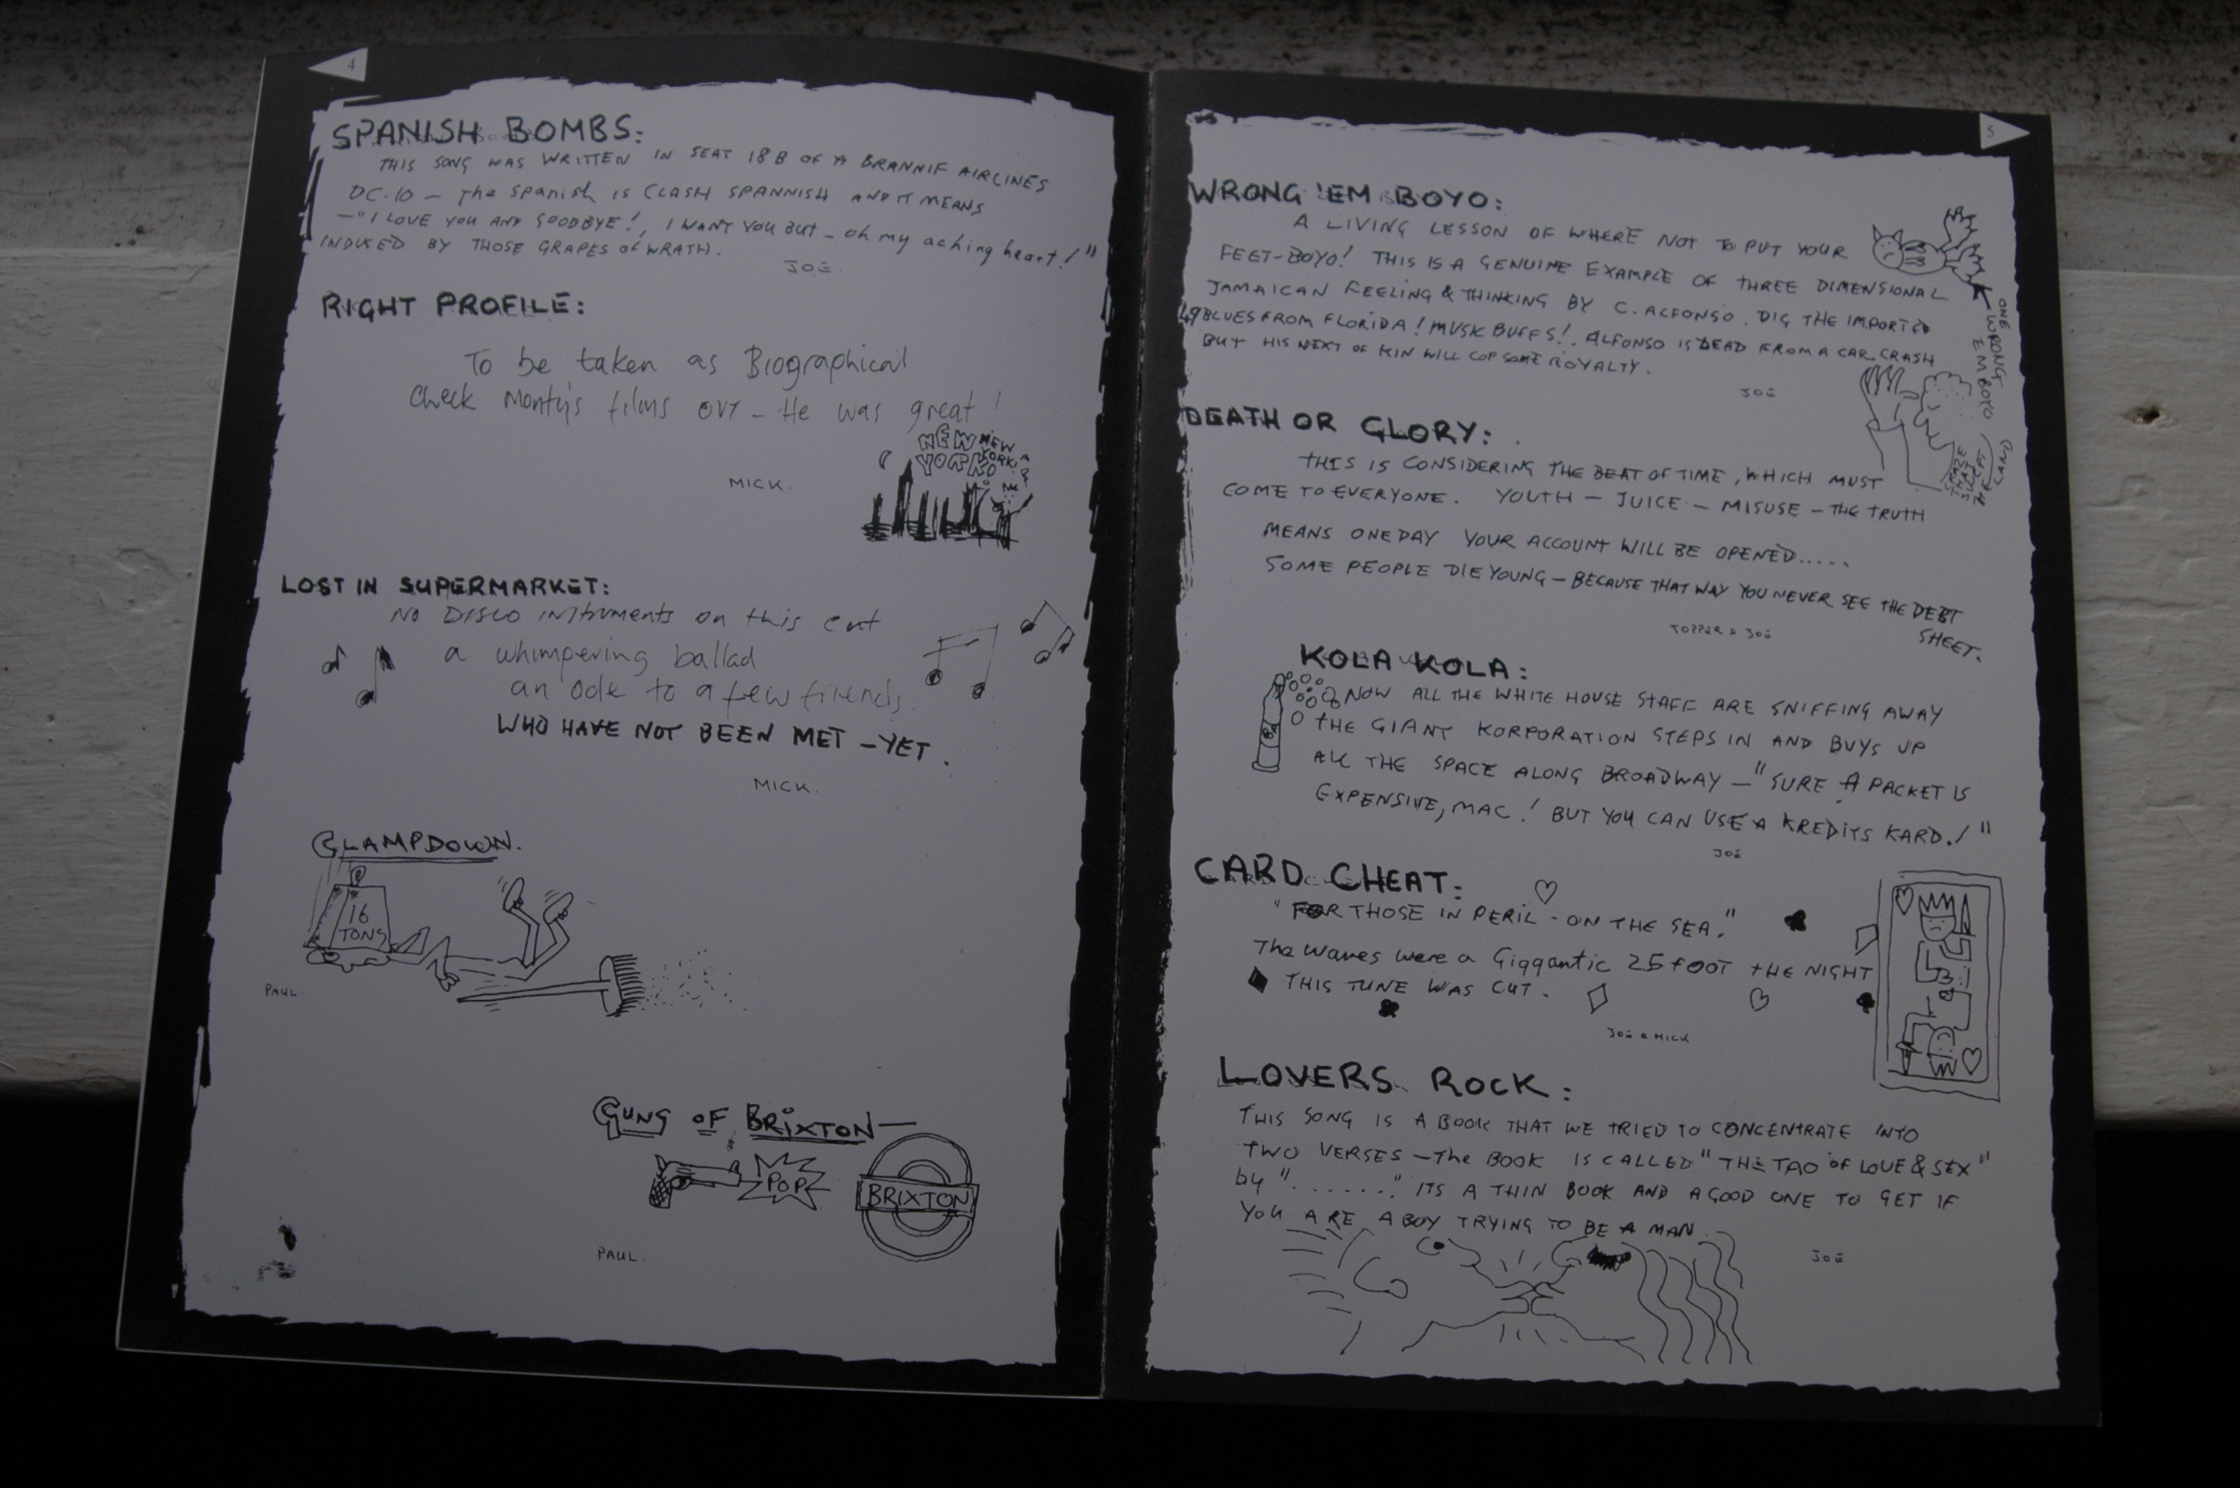 4
SPANISH BOMBS:
THIS SONG WAS WRITTEN IN SEAT 18B OF A BRANNIF AIRLINES
DC.10 – The Spanish is CLASH SPANNISH AND IT MEANS
–"I LOVE YOU AND GOODBYE!, I WANT YOU BUT – oh my aching heart!"
INDUCED BY THOSE GRAPES OF WRATH.
JOE.
RIGHT PROFILE:
To be taken as Biographical
Check Monty's films out – He was great!
NEW YORK
NEW YORK
MICK.
LOST IN SUPERMARKET:
NO DISCO instruments on this cut
a whimpering ballad
an Ode to a few friends
WHO HAVE NOT BEEN MET – YET.
MICK.
CLAMPDOWN.
16
TONS
PAUL.
GUNS OF BRIXTON –
POP
BRIXTON
PAUL.
5
WRONG 'EM BOYO:
A LIVING LESSON OF WHERE NOT TO PUT YOUR
FEET-BOYO! THIS IS A GENUINE EXAMPLE OF THREE DIMENSIONAL
JAMAICAN FEELING & THINKING BY C. ALFONSO. DIG THE IMPORTED
49 BLUES FROM FLORIDA! MUSK BUFFS!. ALFONSO IS DEAD FROM A CAR CRASH
BUT HIS NEXT OF KIN WILL COP SOME ROYALTY.
JOE
ONE WRONG EM BOYO
DEATH OR GLORY:
THIS IS CONSIDERING THE BEAT OF TIME, WHICH MUST
COME TO EVERYONE. YOUTH – JUICE – MISUSE – THE TRUTH
MEANS ONE DAY YOUR ACCOUNT WILL BE OPENED.....
SOME PEOPLE DIE YOUNG – BECAUSE THAT WAY YOU NEVER SEE THE DEBT
SHEET.
TOPPER & JOE
KOLA KOLA:
NOW ALL THE WHITE HOUSE STAFF ARE SNIFFING AWAY
THE GIANT KORPORATION STEPS IN AND BUYS UP
ALL THE SPACE ALONG BROADWAY – "SURE A PACKET IS
EXPENSIVE, MAC! BUT YOU CAN USE A KREDITS KARD!"
JOE
CARD CHEAT:
"FOR THOSE IN PERIL - ON THE SEA."
The waves were a Giggantic 25 FOOT THE NIGHT
THIS TUNE WAS CUT.
JOE & MICK
LOVERS ROCK:
THIS SONG IS A BOOK THAT WE TRIED TO CONCENTRATE INTO
TWO VERSES – The BOOK IS CALLED "THE TAO OF LOVE & SEX"
by "......." ITS A THIN BOOK AND A GOOD ONE TO GET IF
YOU ARE A BOY TRYING TO BE A MAN.
JOE